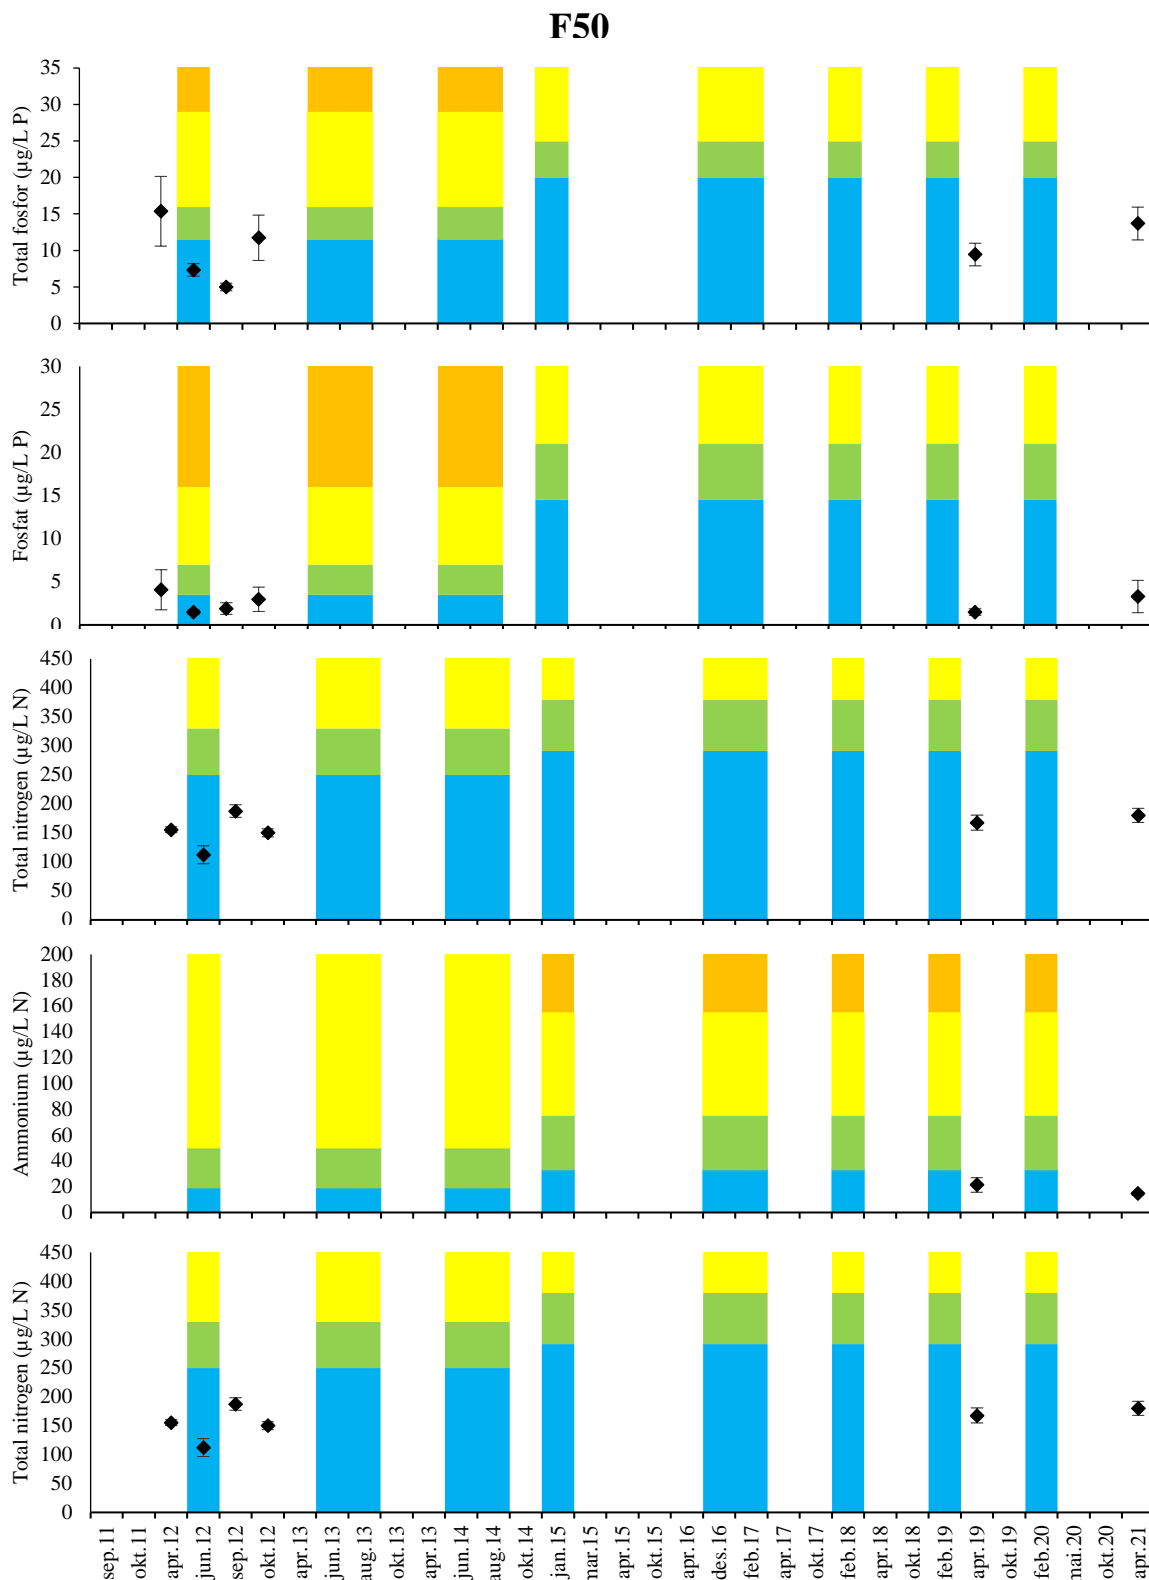 F50
Total fosfor (µg/L P)
35
30
25
20
15
10
5
0
Fosfat (µg/L P)
30
25
20
15
10
5
0
Total nitrogen (µg/L N)
450
400
350
300
250
200
150
100
50
0
Ammonium (µg/L N)
200
180
160
140
120
100
80
60
40
20
0
Total nitrogen (µg/L N)
450
400
350
300
250
200
150
100
50
0
sep.11
okt.11
apr.12
jun.12
sep.12
okt.12
apr.13
jun.13
aug.13
okt.13
apr.13
jun.14
aug.14
okt.14
jan.15
mar.15
apr.15
okt.15
apr.16
des.16
feb.17
apr.17
okt.17
feb.18
apr.18
okt.18
feb.19
apr.19
okt.19
feb.20
mai.20
okt.20
apr.21